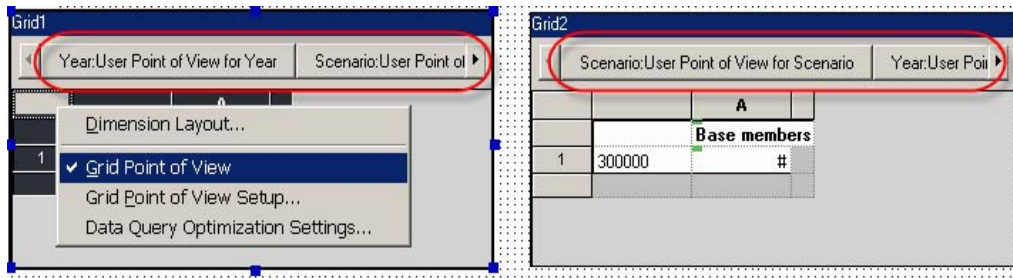 Grid1
Year:User Point of View for Year
Scenario:User Point of
A
Dimension Layout...
1
Grid Point of View
Grid Point of View Setup...
Data Query Optimization Settings...
Grid2
Scenario:User Point of View for Scenario
Year:User Poi
A
Base members
1
300000
#